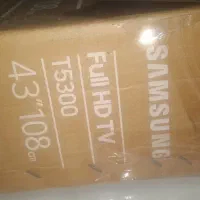 SAMSUNG
Full HD TV
T5300
43" 108cm